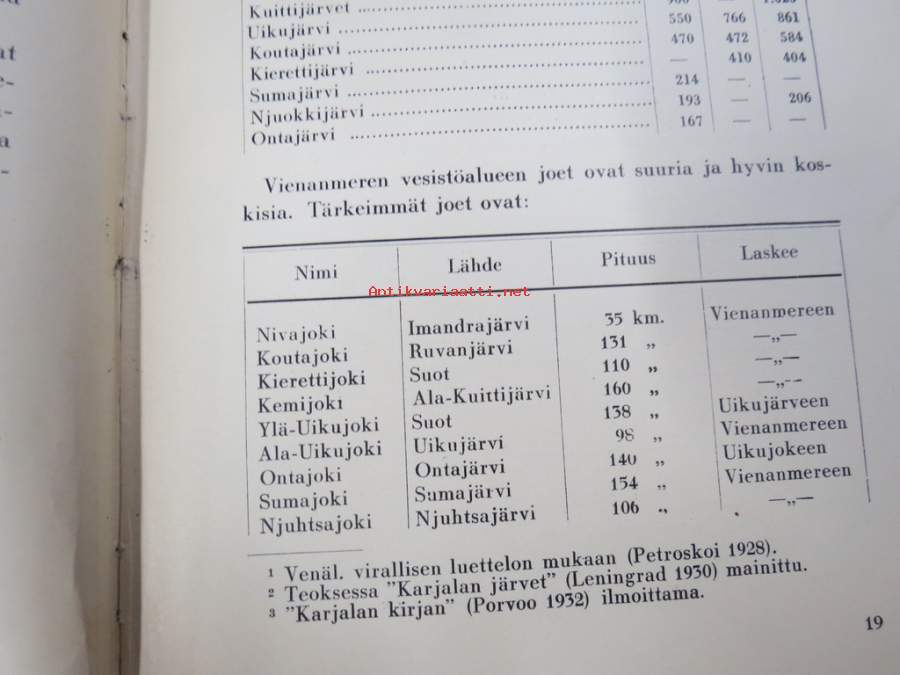 at
a
Kuittijärvet
Uikujärvi 550 766 861
Koutajärvi 470 472 584
Kierettijärvi — 410 404
Sumajärvi 214 — —
Njuokkijärvi 193 — 206
Ontajärvi 167 — —
Vienanmeren vesistöalueen joet ovat suuria ja hyvin kos-
kisia. Tärkeimmät joet ovat:
Nimi Lähde Pituus Laskee
Antikvariaatti.net
Nivajoki Imandrajärvi 35 km. Vienanmereen
Koutajoki Ruvanjärvi 131 „ —„—
Kierettijoki Suot 110 „ —„—
Kemijoki Ala-Kuittijärvi 160 „ —„—
Ylä-Uikujoki Suot 138 „ Uikujärveen
Ala-Uikujoki Uikujärvi 98 „ Vienanmereen
Ontajoki Ontajärvi 140 „ Uikujokeen
Sumajoki Sumajärvi 154 „ Vienanmereen
Njuhtsajoki Njuhtsajärvi 106 „ —„—
¹ Venäl. virallisen luettelon mukaan (Petroskoi 1928).
² Teoksessa "Karjalan järvet" (Leningrad 1930) mainittu.
³ "Karjalan kirjan" (Porvoo 1932) ilmoittama.
19